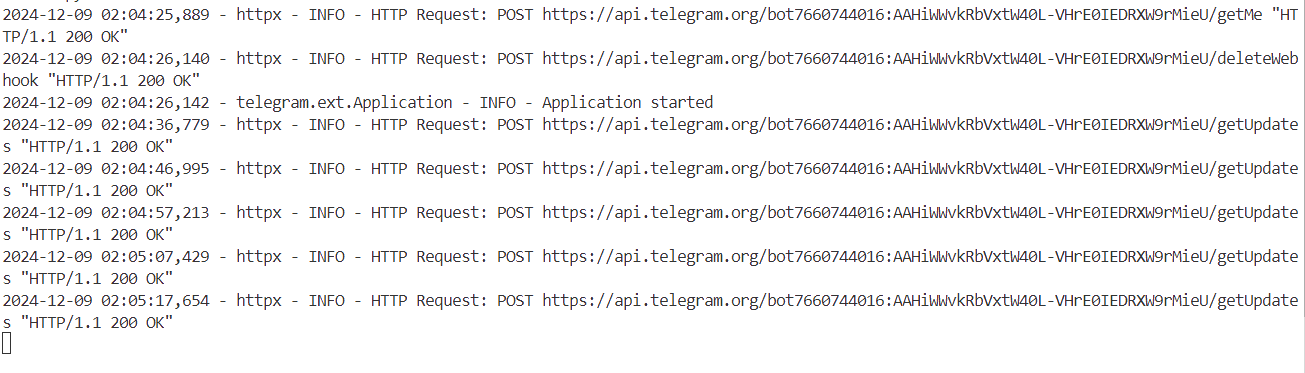 2024-12-09 02:04:25,889 - httpx - INFO - HTTP Request: POST https://api.telegram.org/bot7660744016:AAHiWWvkRbVxtW40L-VHrE0IEDRXW9rMieU/getMe "HT
TP/1.1 200 OK"
2024-12-09 02:04:26,140 - httpx - INFO - HTTP Request: POST https://api.telegram.org/bot7660744016:AAHiWWvkRbVxtW40L-VHrE0IEDRXW9rMieU/deleteWeb
hook "HTTP/1.1 200 OK"
2024-12-09 02:04:26,142 - telegram.ext.Application - INFO - Application started
2024-12-09 02:04:36,779 - httpx - INFO - HTTP Request: POST https://api.telegram.org/bot7660744016:AAHiWWvkRbVxtW40L-VHrE0IEDRXW9rMieU/getUpdate
s "HTTP/1.1 200 OK"
2024-12-09 02:04:46,995 - httpx - INFO - HTTP Request: POST https://api.telegram.org/bot7660744016:AAHiWWvkRbVxtW40L-VHrE0IEDRXW9rMieU/getUpdate
s "HTTP/1.1 200 OK"
2024-12-09 02:04:57,213 - httpx - INFO - HTTP Request: POST https://api.telegram.org/bot7660744016:AAHiWWvkRbVxtW40L-VHrE0IEDRXW9rMieU/getUpdate
s "HTTP/1.1 200 OK"
2024-12-09 02:05:07,429 - httpx - INFO - HTTP Request: POST https://api.telegram.org/bot7660744016:AAHiWWvkRbVxtW40L-VHrE0IEDRXW9rMieU/getUpdate
s "HTTP/1.1 200 OK"
2024-12-09 02:05:17,654 - httpx - INFO - HTTP Request: POST https://api.telegram.org/bot7660744016:AAHiWWvkRbVxtW40L-VHrE0IEDRXW9rMieU/getUpdate
s "HTTP/1.1 200 OK"